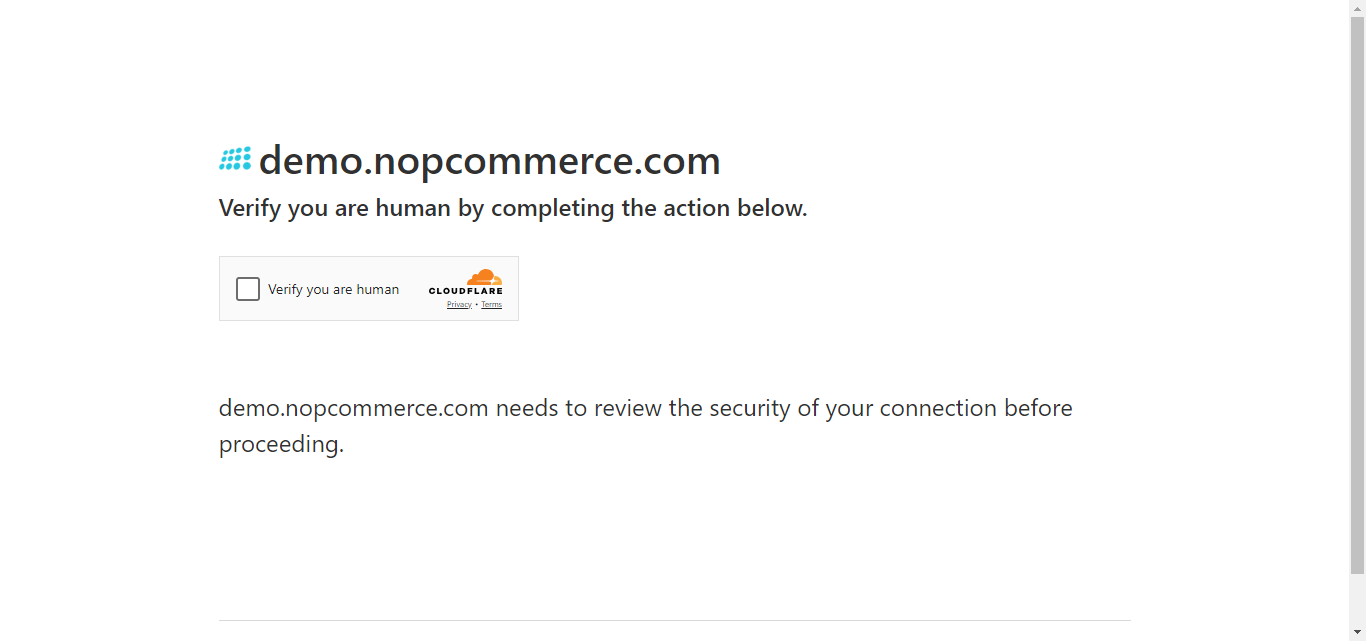 demo.nopcommerce.com
Verify you are human by completing the action below.
Verify you are human
CLOUDFLARE
Privacy • Terms
demo.nopcommerce.com needs to review the security of your connection before
proceeding.